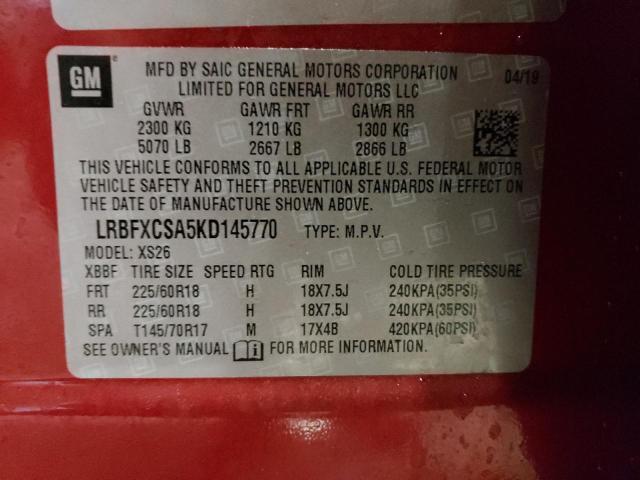 GM
MFD BY SAIC GENERAL MOTORS CORPORATION 04/19
LIMITED FOR GENERAL MOTORS LLC
GVWR GAWR FRT GAWR RR
2300 KG 1210 KG 1300 KG
5070 LB 2667 LB 2866 LB
THIS VEHICLE CONFORMS TO ALL APPLICABLE U.S. FEDERAL MOTOR
VEHICLE SAFETY AND THEFT PREVENTION STANDARDS IN EFFECT ON
THE DATE OF MANUFACTURE SHOWN ABOVE.
LRBFXCSA5KD145770 TYPE: M.P.V.
MODEL: XS26
XBBF TIRE SIZE SPEED RTG RIM COLD TIRE PRESSURE
FRT 225/60R18 H 18X7.5J 240KPA(35PSI)
RR 225/60R18 H 18X7.5J 240KPA(35PSI)
SPA T145/70R17 M 17X4B 420KPA(60PSI)
SEE OWNER'S MANUAL FOR MORE INFORMATION.